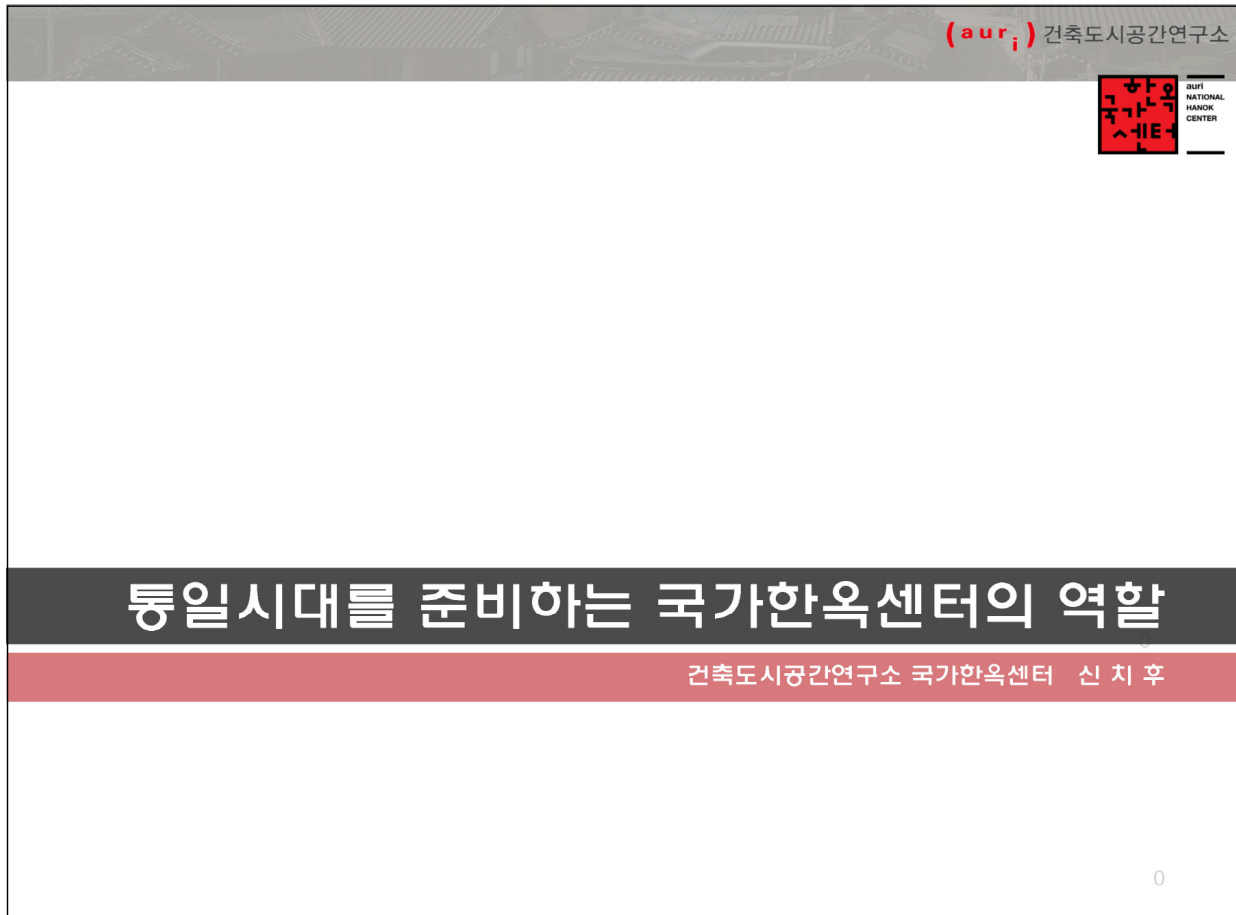 (auri) 건축도시공간연구소
국가한옥센터
auri
NATIONAL
HANOK
CENTER
통일시대를 준비하는 국가한옥센터의 역할
0
건축도시공간연구소 국가한옥센터 신 치 후
0